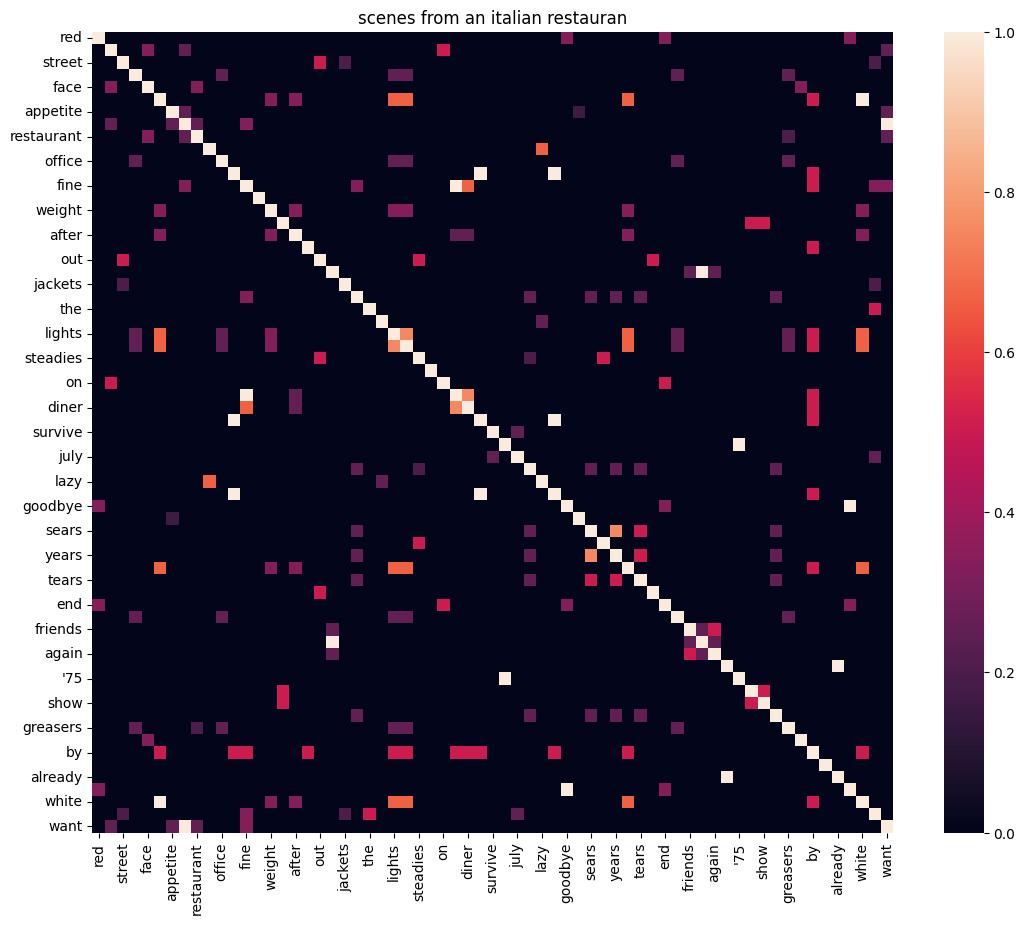 scenes from an italian restauran
red
street
face
appetite
restaurant
office
fine
weight
after
out
jackets
the
lights
steadies
on
diner
survive
july
lazy
goodbye
sears
years
tears
end
friends
again
'75
show
greasers
by
already
white
want
1.0
0.8
0.6
0.4
0.2
0.0
red
street
face
appetite
restaurant
office
fine
weight
after
out
jackets
the
lights
steadies
on
diner
survive
july
lazy
goodbye
sears
years
tears
end
friends
again
'75
show
greasers
by
already
white
want